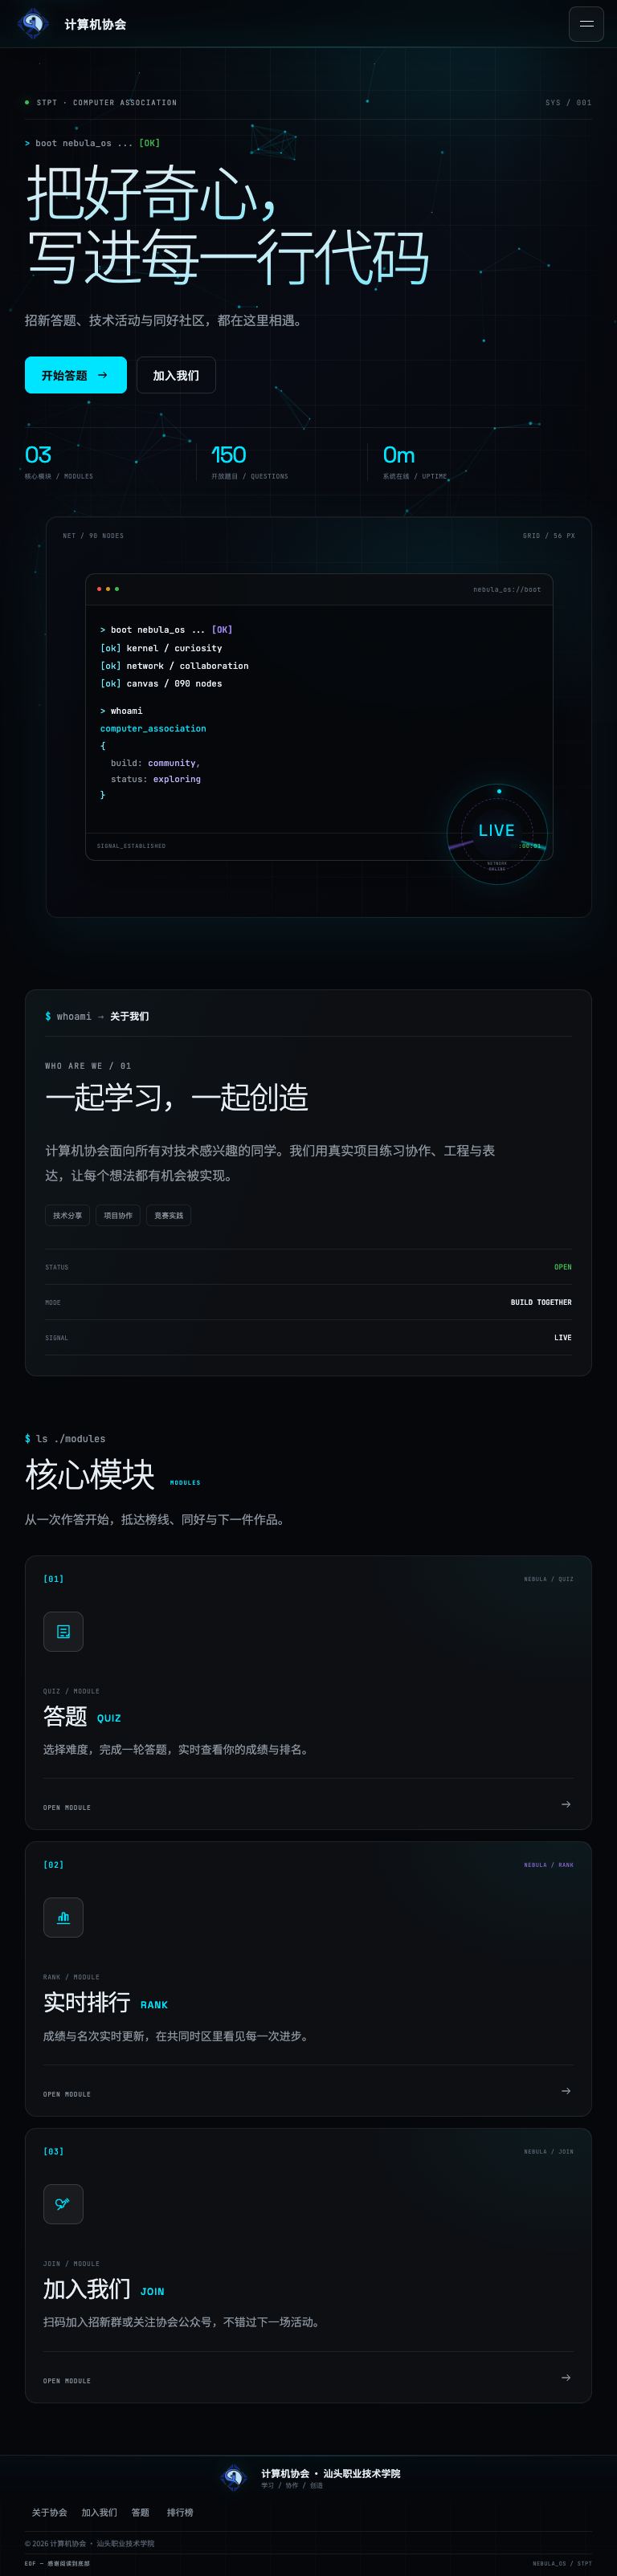 计算机协会
STPT · COMPUTER ASSOCIATION
SYS / 001
> boot nebula_os ... [OK]
把好奇心，
写进每一行代码
招新答题、技术活动与同好社区，都在这里相遇。
开始答题 →
加入我们
03
核心模块 / MODULES
150
开放题目 / QUESTIONS
0m
系统在线 / UPTIME
NET / 90 NODES
GRID / 56 PX
nebula_os://boot
> boot nebula_os ... [OK]
[ok] kernel / curiosity
[ok] network / collaboration
[ok] canvas / 090 nodes
> whoami
computer_association
{
build: community,
status: exploring
}
LIVE
SIGNAL_ESTABLISHED
NETWORK
ONLINE
$ whoami → 关于我们
WHO ARE WE / 01
一起学习，一起创造
计算机协会面向所有对技术感兴趣的同学。我们用真实项目练习协作、工程与表
达，让每个想法都有机会被实现。
技术分享
项目协作
竞赛实践
STATUS
OPEN
MODE
BUILD TOGETHER
SIGNAL
LIVE
$ ls ./modules
核心模块 MODULES
从一次作答开始，抵达榜线、同好与下一件作品。
[01]
NEBULA / QUIZ
QUIZ / MODULE
答题 QUIZ
选择难度，完成一轮答题，实时查看你的成绩与排名。
OPEN MODULE →
[02]
NEBULA / RANK
RANK / MODULE
实时排行 RANK
成绩与名次实时更新，在共同时区里看见每一次进步。
OPEN MODULE →
[03]
NEBULA / JOIN
JOIN / MODULE
加入我们 JOIN
扫码加入招新群或关注协会公众号，不错过下一场活动。
OPEN MODULE →
计算机协会 · 汕头职业技术学院
学习 / 协作 / 创造
关于协会
加入我们
答题
排行榜
© 2026 计算机协会 · 汕头职业技术学院
EOF — 感谢阅读到底部
NEBULA_OS / STPT